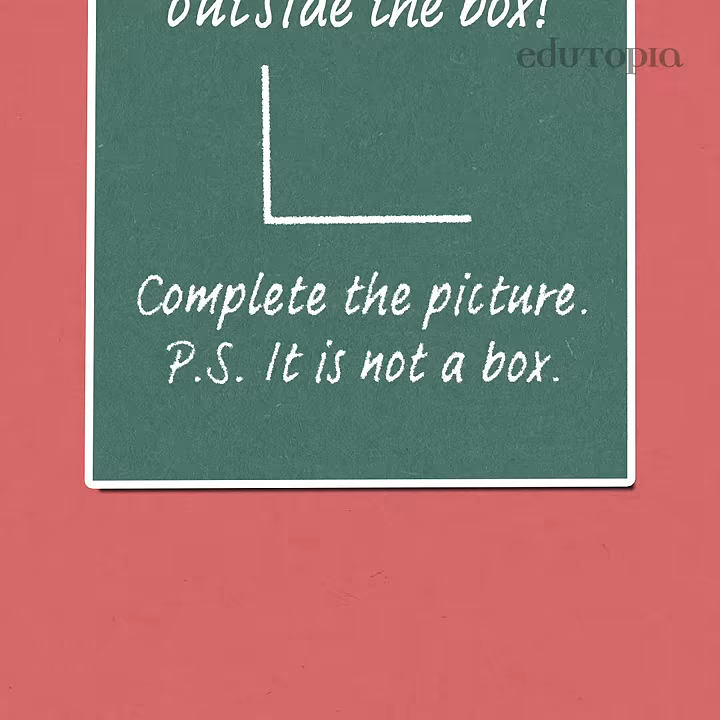 outside the box!
edutopia
Complete the picture.
P.S. It is not a box.